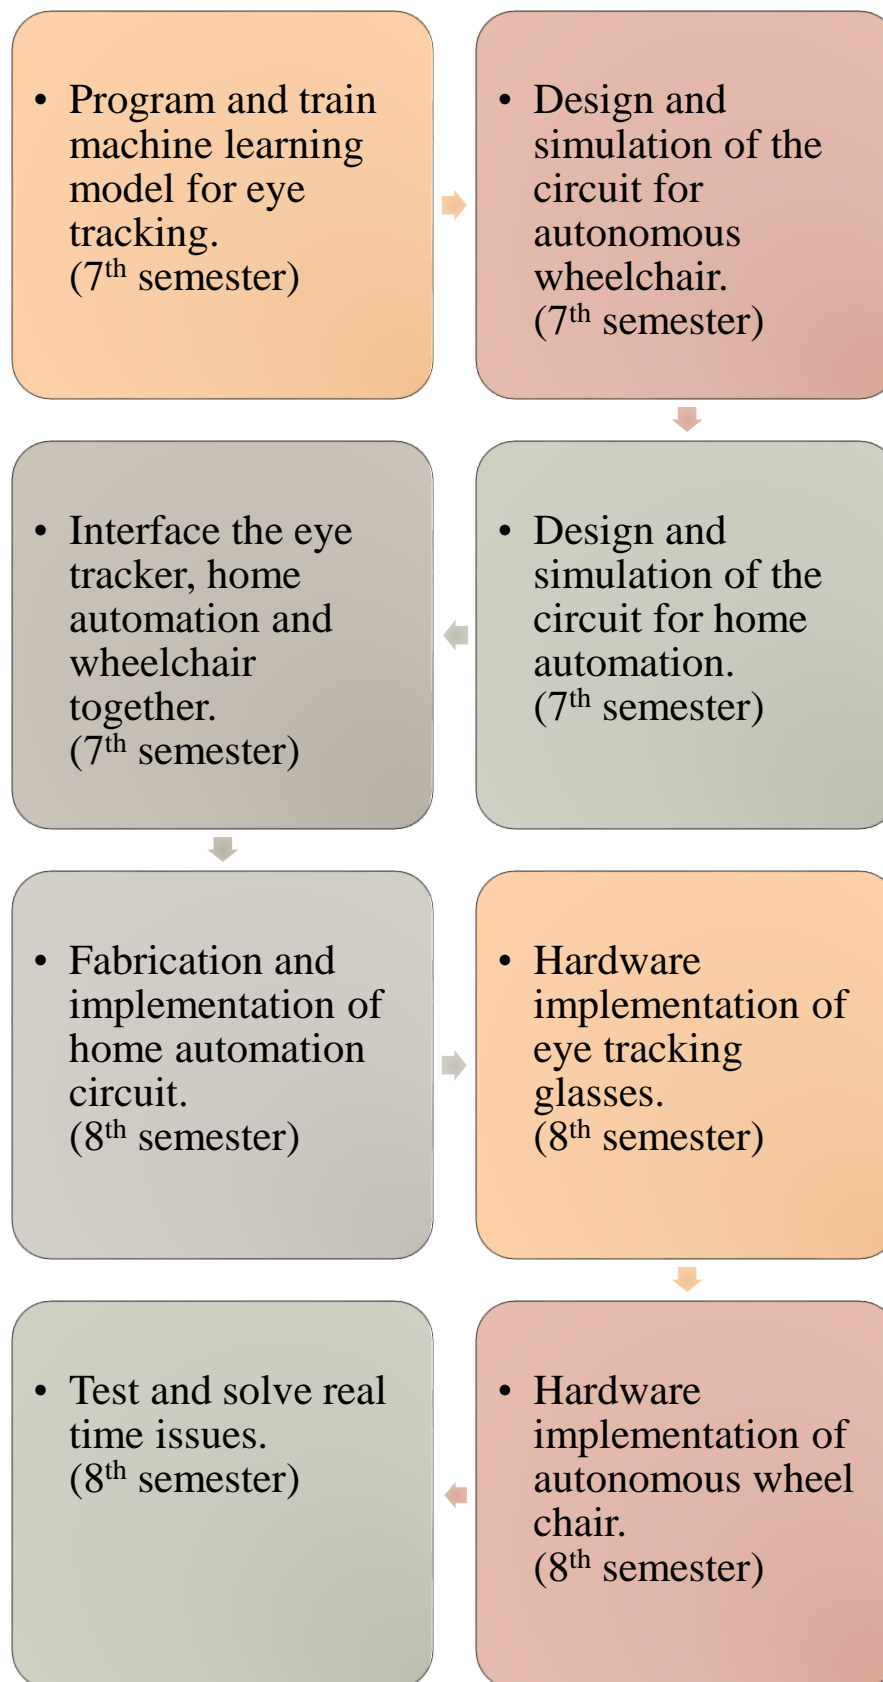 • Program and train
machine learning
model for eye
tracking.
(7th semester)
• Design and
simulation of the
circuit for
autonomous
wheelchair.
(7th semester)
• Design and
simulation of the
circuit for home
automation.
(7th semester)
• Interface the eye
tracker, home
automation and
wheelchair
together.
(7th semester)
• Fabrication and
implementation of
home automation
circuit.
(8th semester)
• Hardware
implementation of
eye tracking
glasses.
(8th semester)
• Hardware
implementation of
autonomous wheel
chair.
(8th semester)
• Test and solve real
time issues.
(8th semester)